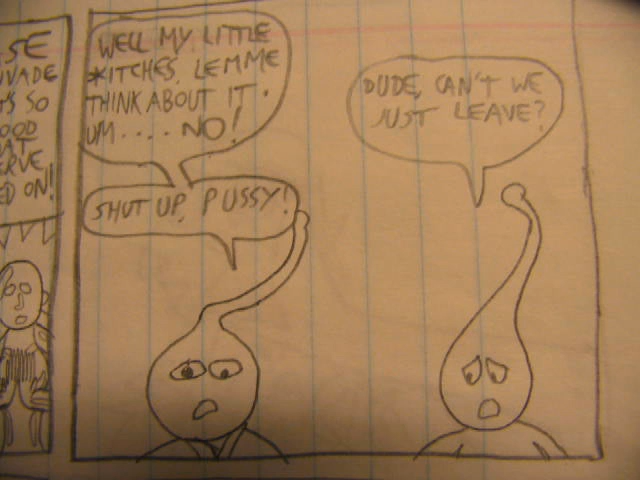 SE
VADE
SO
OOD
AT
ERVE
ED ON!
WELL MY LITTLE
*ITCHES, LEMME
THINK ABOUT IT.
UM.... NO!
SHUT UP, PUSSY!
DUDE, CAN'T WE
JUST LEAVE?